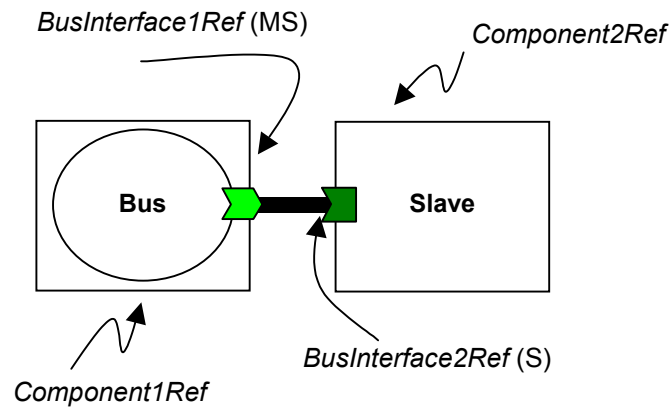 BusInterface1Ref (MS)
Component2Ref
Bus
Slave
BusInterface2Ref (S)
Component1Ref